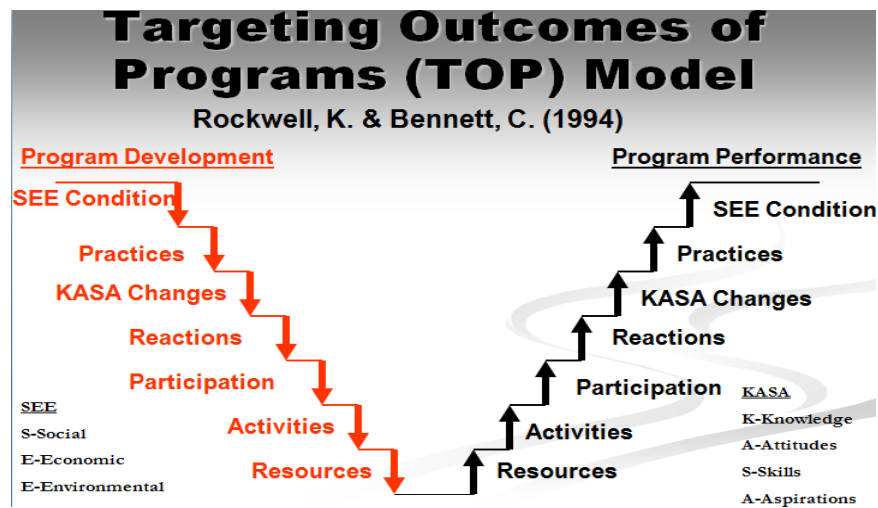 Targeting Outcomes of
Programs (TOP) Model
Rockwell, K. & Bennett, C. (1994)
Program Development
SEE Condition
Practices
KASA Changes
Reactions
Participation
Activities
Resources
SEE
S-Social
E-Economic
E-Environmental
Program Performance
SEE Condition
Practices
KASA Changes
Reactions
Participation
Activities
Resources
KASA
K-Knowledge
A-Attitudes
S-Skills
A-Aspirations